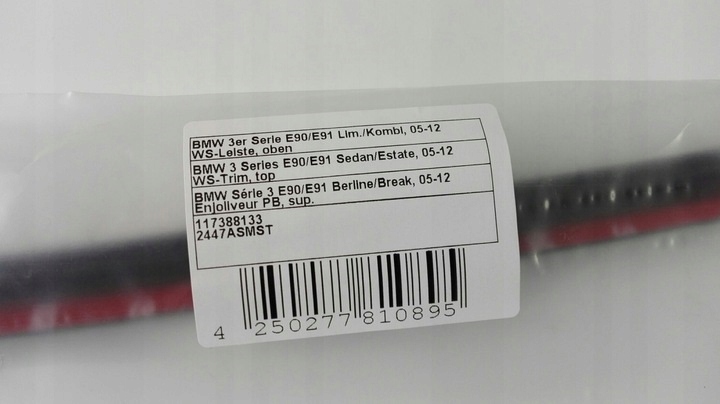 BMW 3er Serie E90/E91 Lim./Kombi, 05-12
WS-Leiste, oben
BMW 3 Series E90/E91 Sedan/Estate, 05-12
WS-Trim, top
BMW Série 3 E90/E91 Berline/Break, 05-12
Enjoliveur PB, sup.
117388133
2447ASMST
4 250277 810895